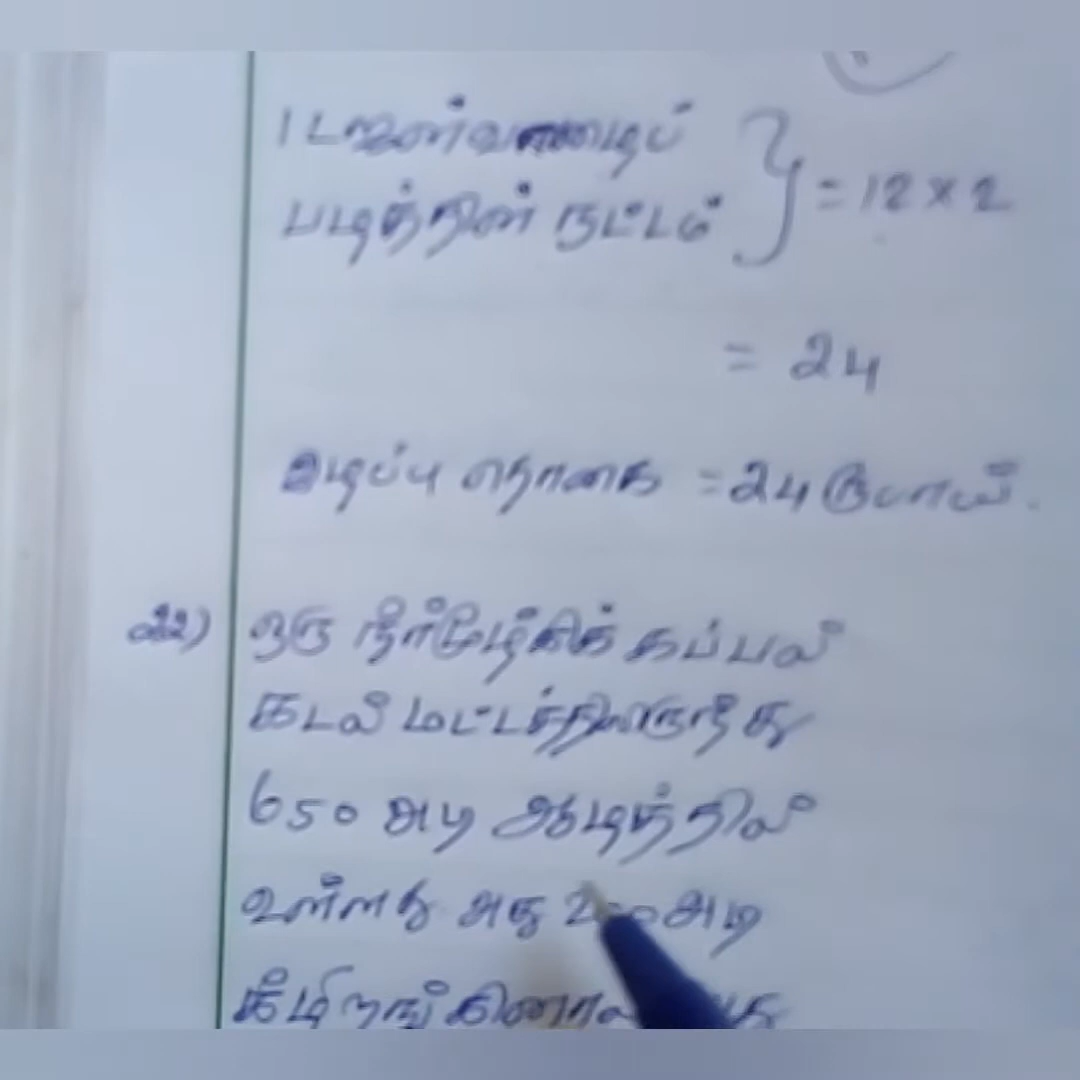 1 டஜன் வாழைப்
பழத்தின் நட்டம் } = 12 × 2
= 24
இழப்பு தொகை = 24 ரூபாய்.
22) ஒரு நீர்மூழ்கிக் கப்பல்
கடல் மட்டத்திலிருந்து
650 அடி ஆழத்தில்
உள்ளது அது அடி
கீழிறங்கினால்